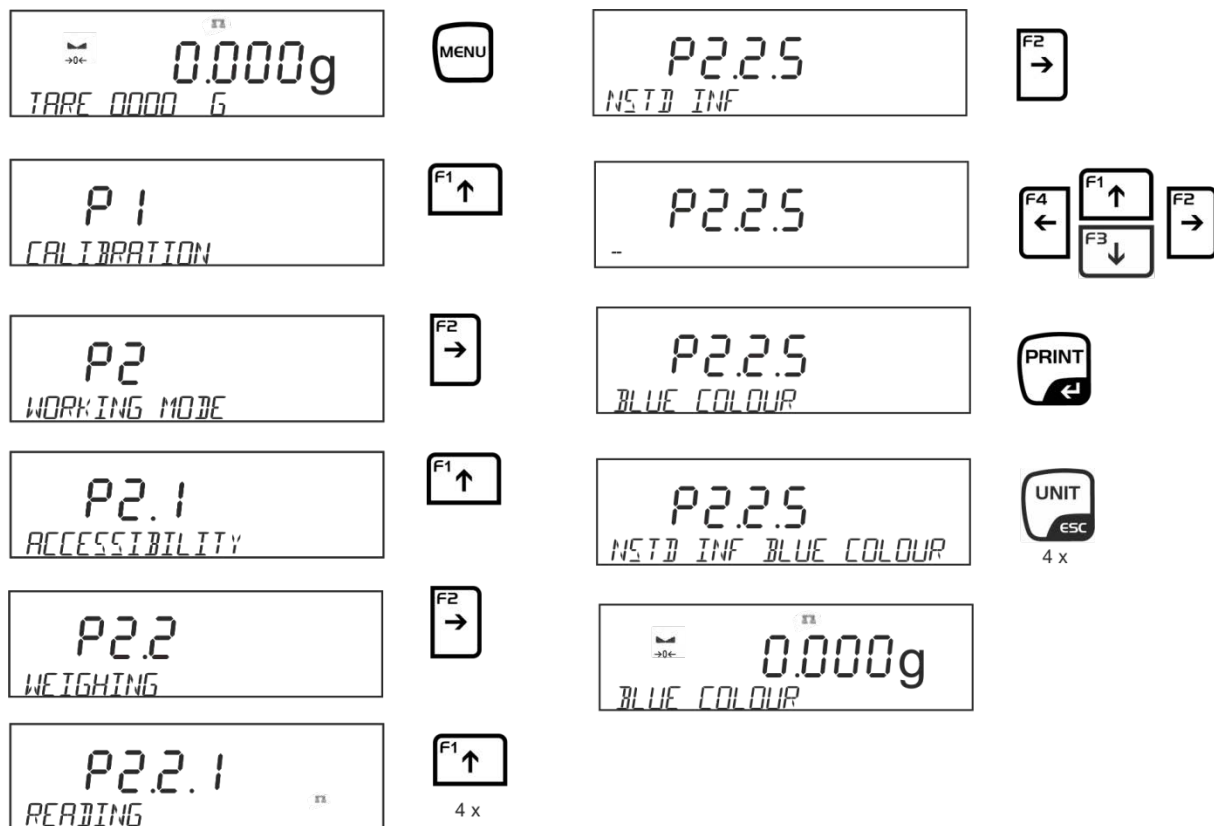 0.000g
→0←
TARE 0000 G
MENU
P1
CALIBRATION
F1 ↑
P2
WORKING MODE
F2 →
P2.1
ACCESSIBILITY
F1 ↑
P2.2
WEIGHING
F2 →
P2.2.1
READING
F1 ↑
4 x
P2.2.5
NSTD INF
F2 →
P2.2.5
_
F4 ←
F1 ↑
F3 ↓
F2 →
P2.2.5
BLUE COLOUR
PRINT
P2.2.5
NSTD INF BLUE COLOUR
UNIT
ESC
4 x
0.000g
→0←
BLUE COLOUR